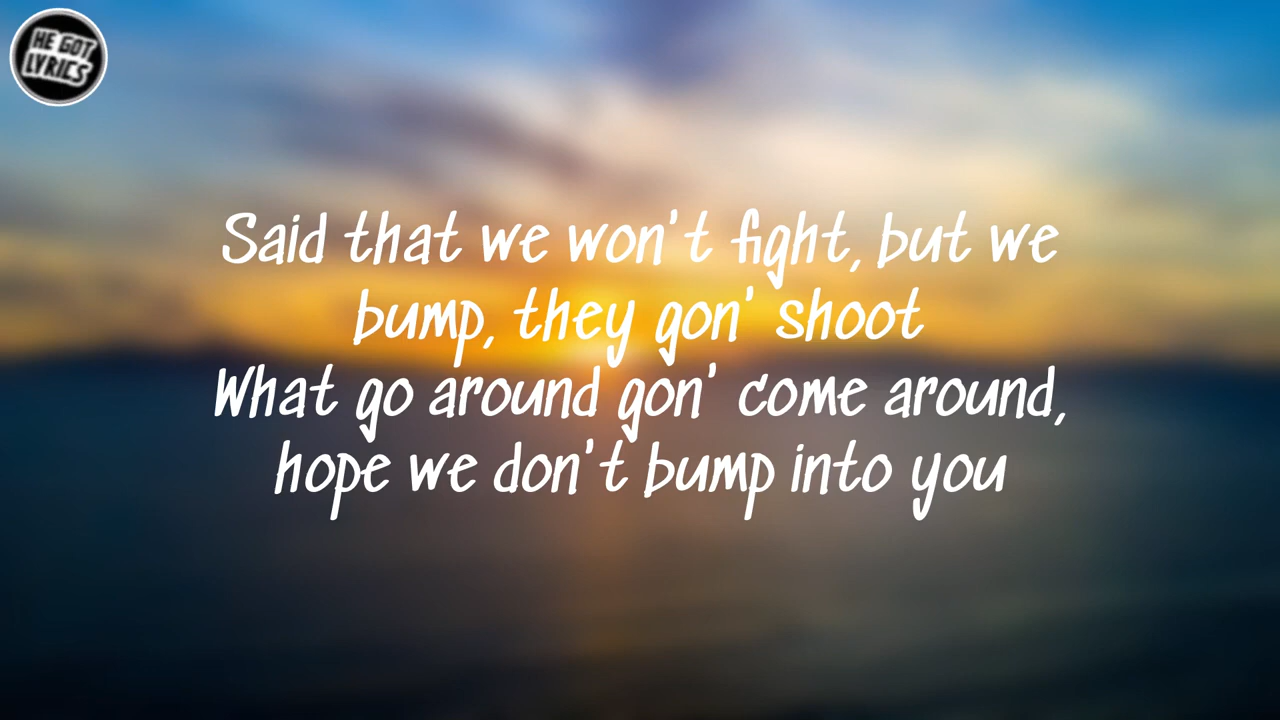 HE GOT
LYRICS
Said that we won't fight, but we
bump, they gon' shoot
What go around gon' come around,
hope we don't bump into you